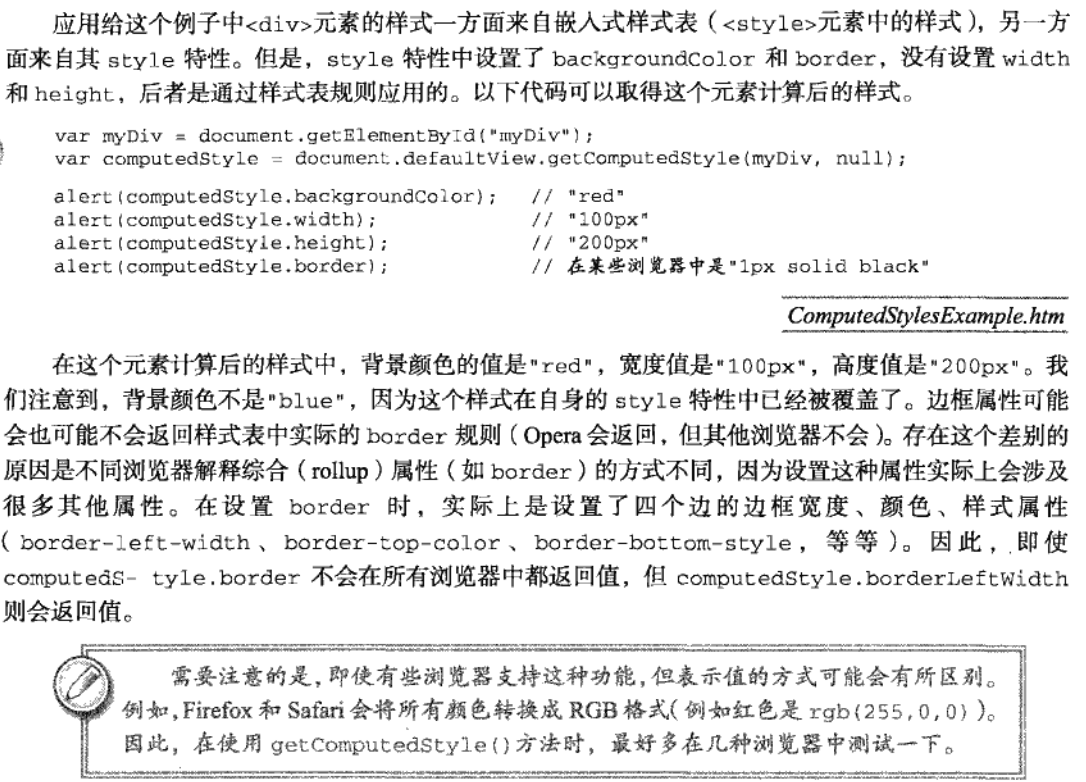 应用给这个例子中<div>元素的样式一方面来自嵌入式样式表（<style>元素中的样式），另一方
面来自其 style 特性。但是，style 特性中设置了 backgroundColor 和 border，没有设置 width
和 height，后者是通过样式表规则应用的。以下代码可以取得这个元素计算后的样式。
var myDiv = document.getElementById("myDiv");
var computedStyle = document.defaultView.getComputedStyle(myDiv, null);
alert(computedStyle.backgroundColor); // "red"
alert(computedStyle.width); // "100px"
alert(computedStyle.height); // "200px"
alert(computedStyle.border); // 在某些浏览器中是"1px solid black"
ComputedStylesExample.htm
在这个元素计算后的样式中，背景颜色的值是"red"，宽度值是"100px"，高度值是"200px"。我
们注意到，背景颜色不是"blue"，因为这个样式在自身的 style 特性中已经被覆盖了。边框属性可能
会也可能不会返回样式表中实际的 border 规则（Opera 会返回，但其他浏览器不会）。存在这个差别的
原因是不同浏览器解释综合（rollup）属性（如 border）的方式不同，因为设置这种属性实际上会涉及
很多其他属性。在设置 border 时，实际上是设置了四个边的边框宽度、颜色、样式属性
（border-left-width、border-top-color、border-bottom-style，等等）。因此，即使
computedS- tyle.border 不会在所有浏览器中都返回值，但 computedStyle.borderLeftWidth
则会返回值。
需要注意的是，即使有些浏览器支持这种功能，但表示值的方式可能会有所区别。
例如，Firefox 和 Safari 会将所有颜色转换成 RGB 格式（例如红色是 rgb(255,0,0)）。
因此，在使用 getComputedStyle()方法时，最好多在几种浏览器中测试一下。